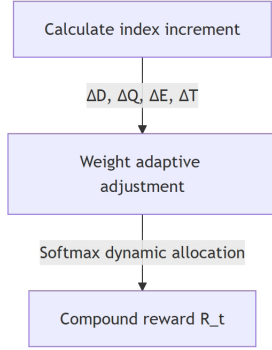 Calculate index increment
ΔD, ΔQ, ΔE, ΔT
Weight adaptive
adjustment
Softmax dynamic allocation
Compound reward R_t